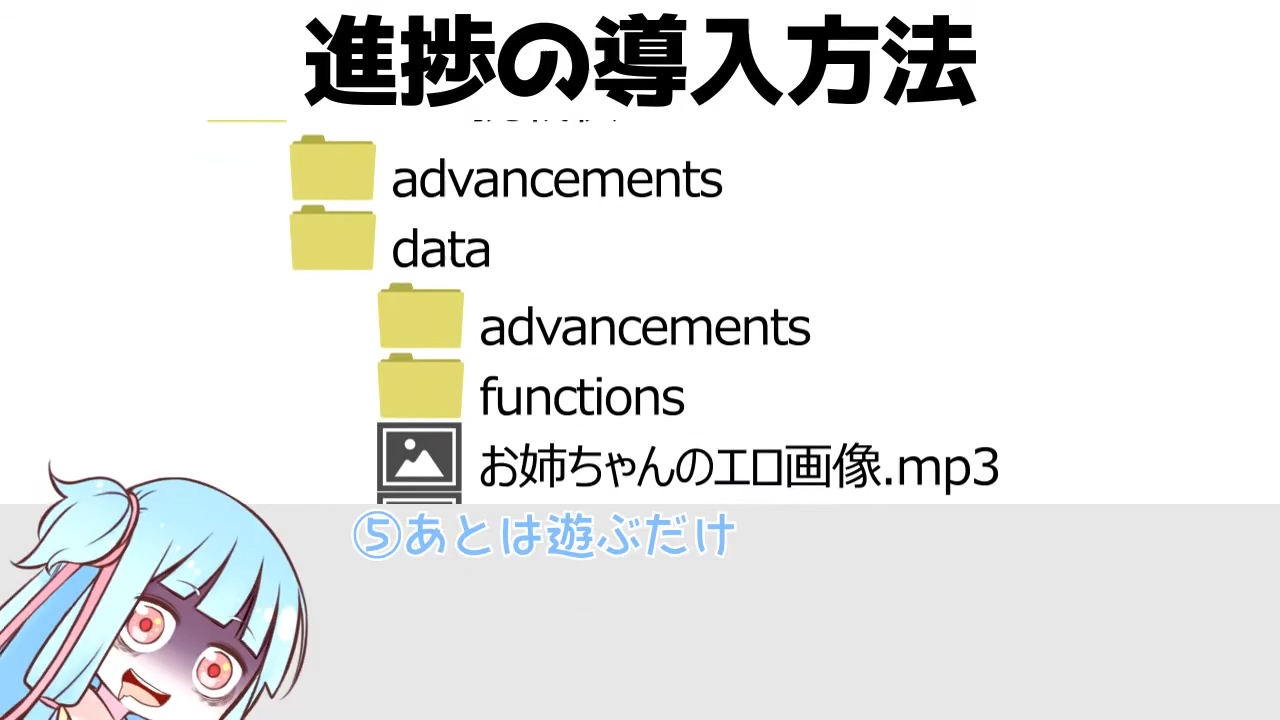 進捗の導入方法
advancements
data
advancements
functions
お姉ちゃんのエロ画像.mp3
⑤あとは遊ぶだけ